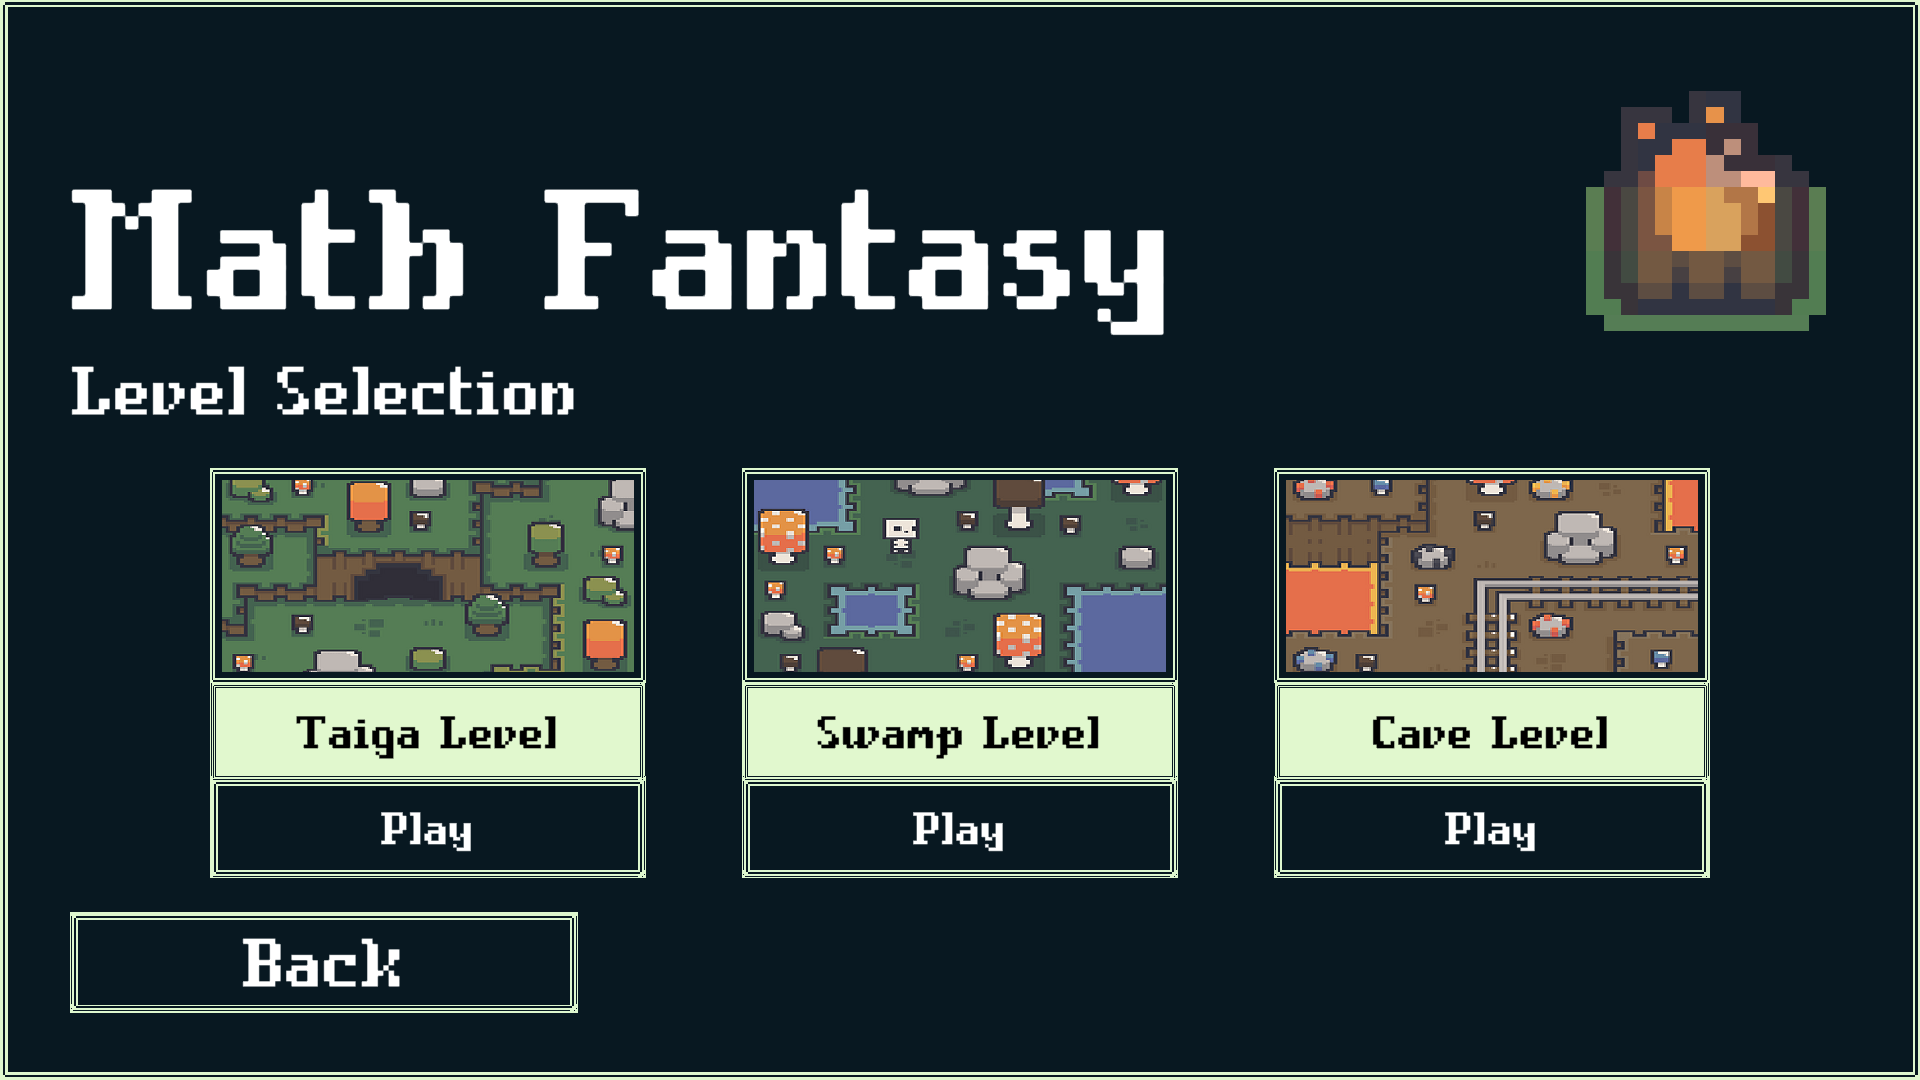 Math Fantasy
Level Selection
Taiga Level
Swamp Level
Cave Level
Play
Play
Play
Back